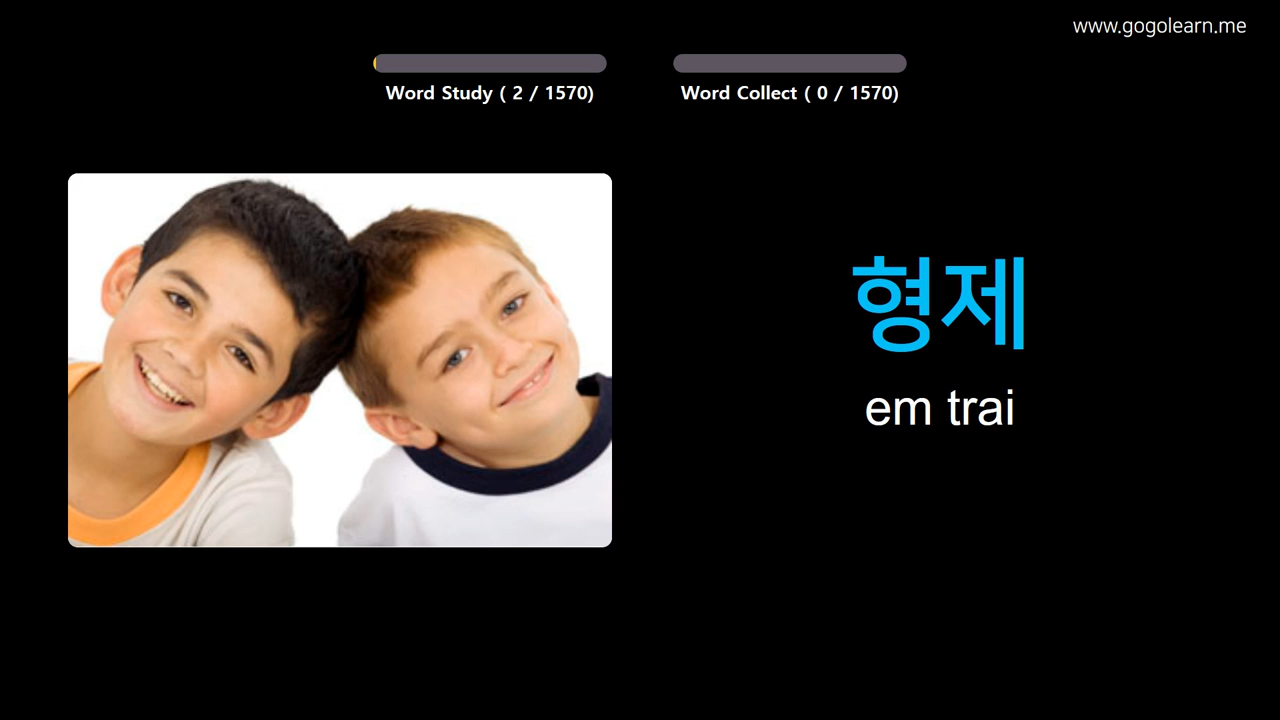 www.gogolearn.me
Word Study ( 2 / 1570)
Word Collect ( 0 / 1570)
형제
em trai